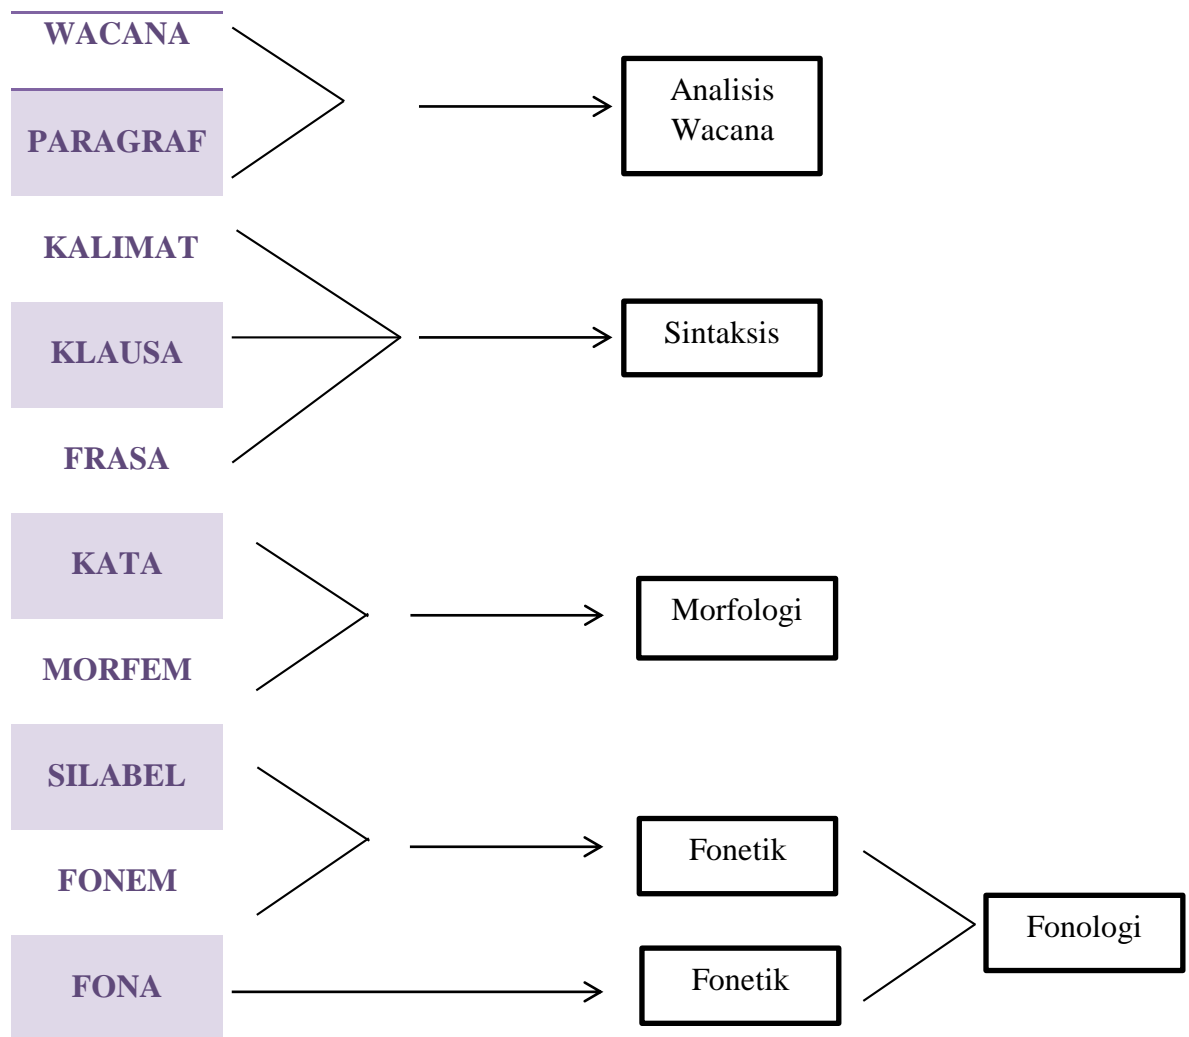 WACANA
Analisis
Wacana
PARAGRAF
KALIMAT
KLAUSA
Sintaksis
FRASA
KATA
Morfologi
MORFEM
SILABEL
Fonetik
FONEM
Fonologi
FONA
Fonetik